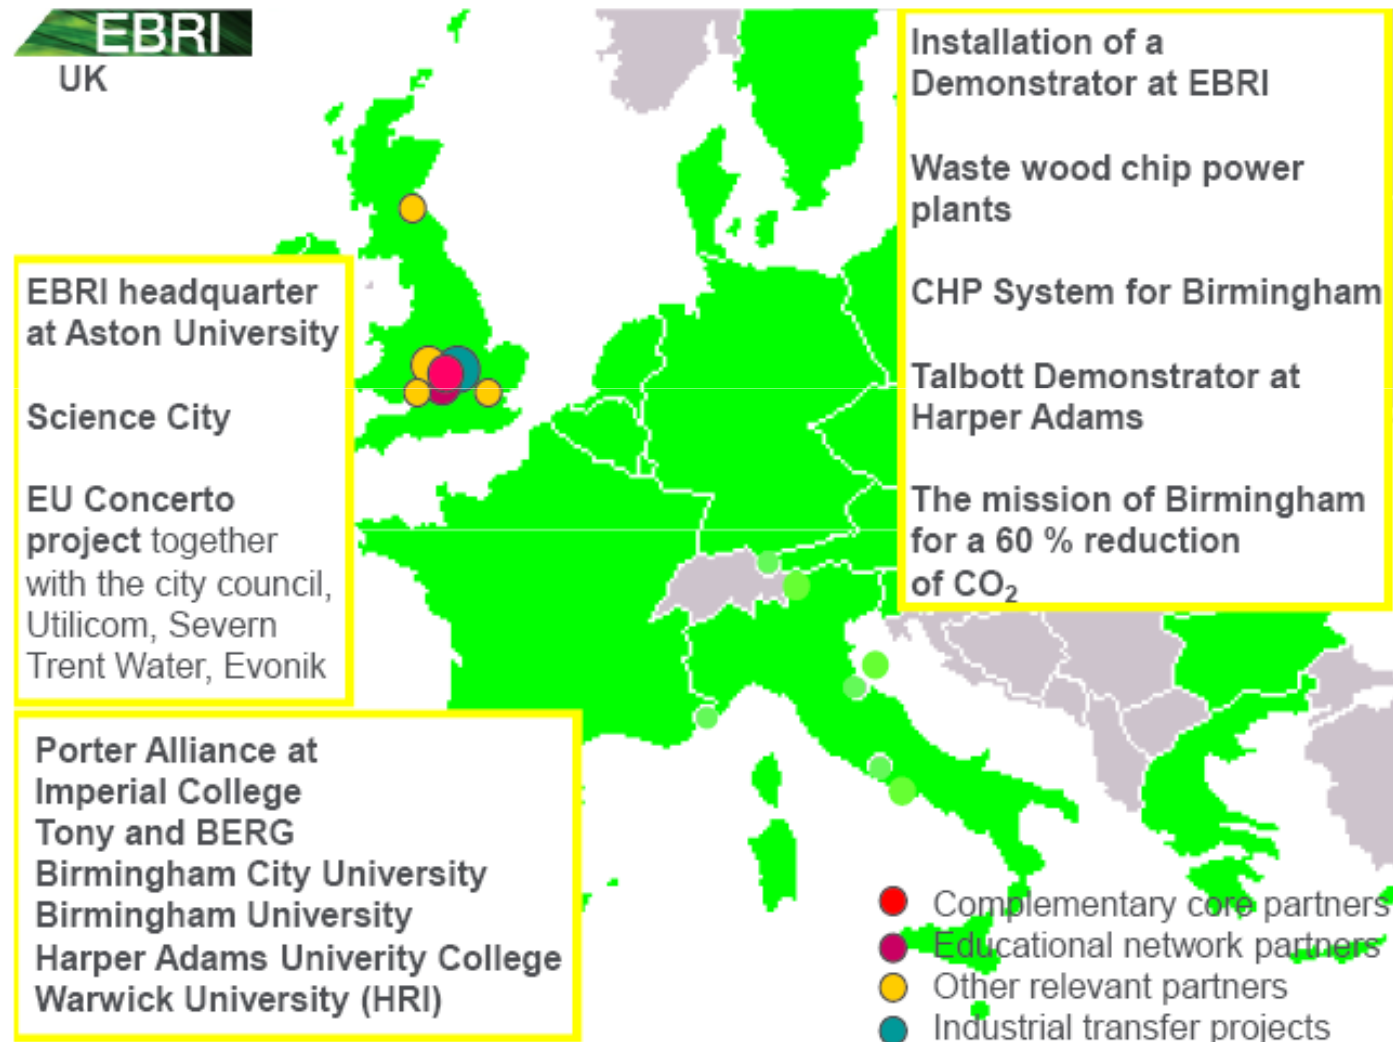 EBRI
UK
EBRI headquarter
at Aston University
Science City
EU Concerto
project together
with the city council,
Utilicom, Severn
Trent Water, Evonik
Porter Alliance at
Imperial College
Tony and BERG
Birmingham City University
Birmingham University
Harper Adams Univerity College
Warwick University (HRI)
Installation of a
Demonstrator at EBRI
Waste wood chip power
plants
CHP System for Birmingham
Talbott Demonstrator at
Harper Adams
The mission of Birmingham
for a 60 % reduction
of CO₂
Complementary core partners
Educational network partners
Other relevant partners
Industrial transfer projects